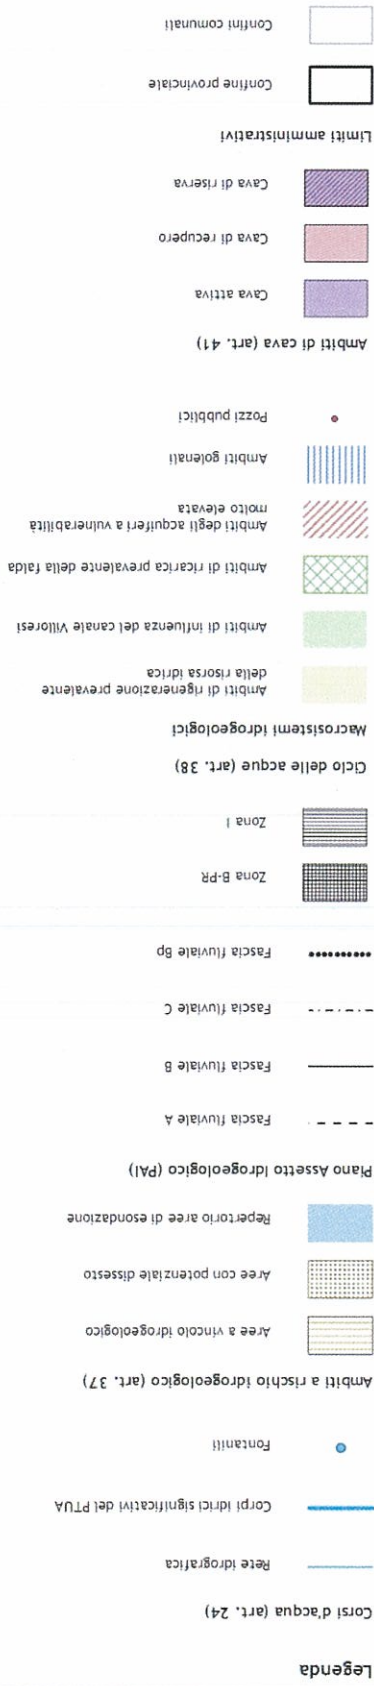 Legenda
Corsi d'acqua (art. 24)
Rete idrografica
Corpi idrici significativi del PTUA
Fontanili
Ambiti a rischio idrogeologico (art. 37)
Aree a vincolo idrogeologico
Aree con potenziale dissesto
Repertorio aree di esondazione
Piano Assetto Idrogeologico (PAI)
Fascia fluviale A
Fascia fluviale B
Fascia fluviale C
Fascia fluviale Bp
Zona B-PR
Zona I
Ciclo delle acque (art. 38)
Macrosistemi idrogeologici
Ambiti di rigenerazione prevalente
della risorsa idrica
Ambiti di influenza del canale Villoresi
Ambiti di ricarica prevalente della falda
Ambiti degli acquiferi a vulnerabilità
molto elevata
Ambiti golenali
Pozzi pubblici
Ambiti di cava (art. 41)
Cava attiva
Cava di recupero
Cava di riserva
Limiti amministrativi
Confine provinciale
Confini comunali